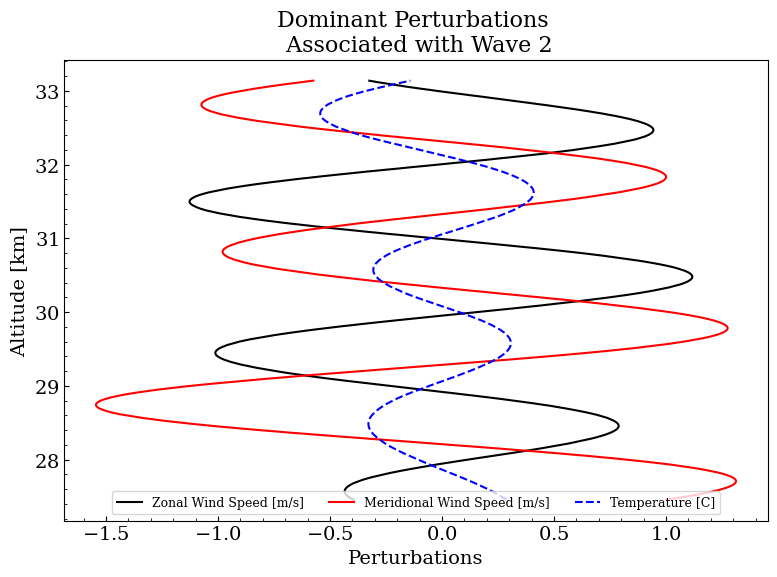 Dominant Perturbations
Associated with Wave 2
Altitude [km]
33
32
31
30
29
28
Zonal Wind Speed [m/s] Meridional Wind Speed [m/s] Temperature [C]
−1.5 −1.0 −0.5 0.0 0.5 1.0
Perturbations